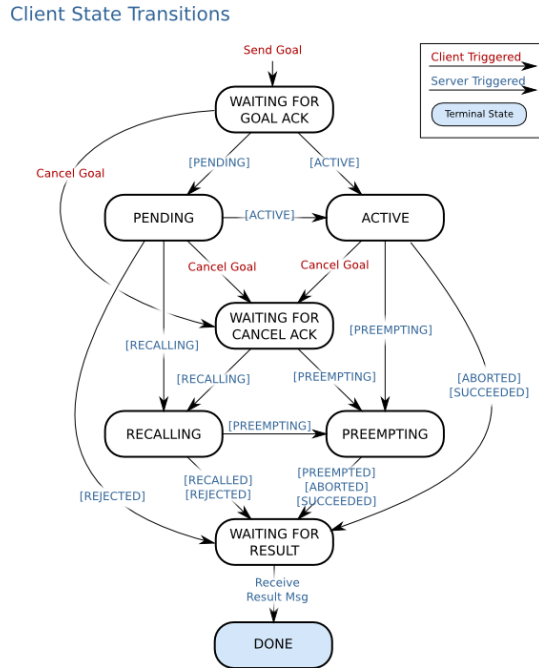 Client State Transitions
Send Goal
Client Triggered
Server Triggered
Terminal State
WAITING FOR
GOAL ACK
[PENDING]
[ACTIVE]
Cancel Goal
PENDING
[ACTIVE]
ACTIVE
Cancel Goal
Cancel Goal
WAITING FOR
CANCEL ACK
[PREEMPTING]
[RECALLING]
[RECALLING]
[PREEMPTING]
[ABORTED]
[SUCCEEDED]
RECALLING
[PREEMPTING]
PREEMPTING
[REJECTED]
[RECALLED]
[REJECTED]
[PREEMPTED]
[ABORTED]
[SUCCEEDED]
WAITING FOR
RESULT
Receive
Result Msg
DONE